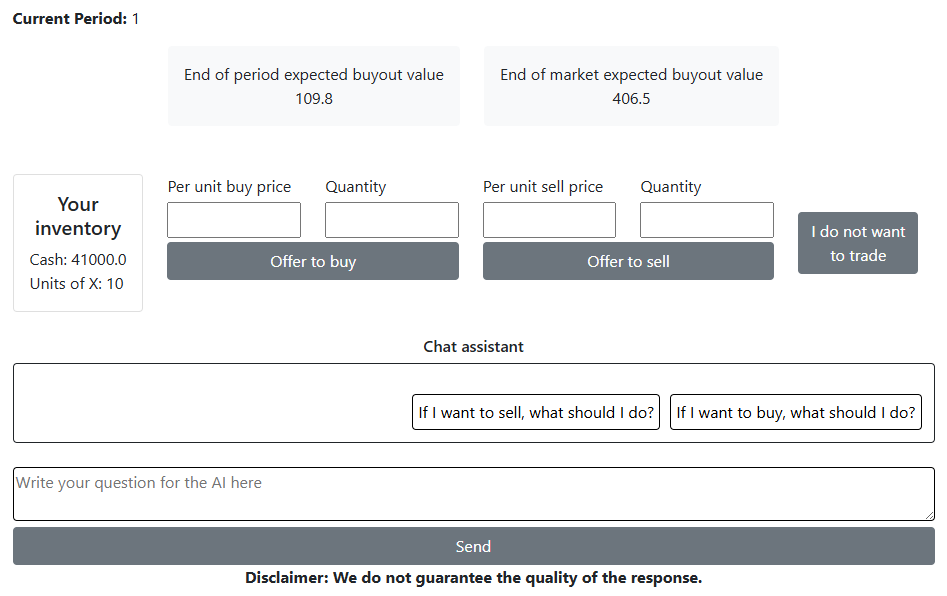 Current Period: 1
End of period expected buyout value
109.8
End of market expected buyout value
406.5
Your
inventory
Cash: 41000.0
Units of X: 10
Per unit buy price
Quantity
Offer to buy
Per unit sell price
Quantity
Offer to sell
I do not want
to trade
Chat assistant
If I want to sell, what should I do?
If I want to buy, what should I do?
Write your question for the AI here
Send
Disclaimer: We do not guarantee the quality of the response.